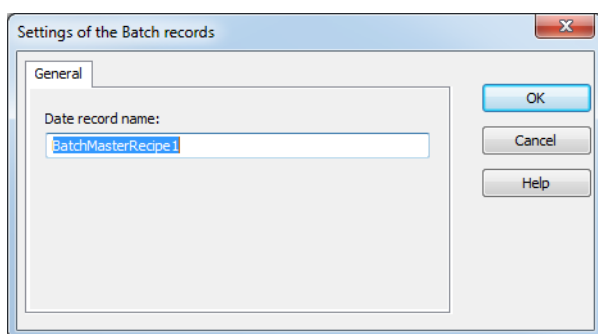 Settings of the Batch records
General
Date record name:
BatchMasterRecipe1
OK
Cancel
Help